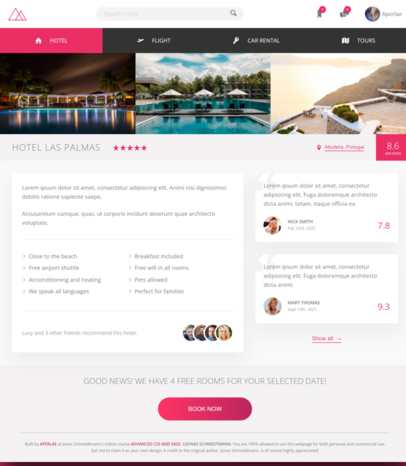 Search hotels
Aperlae
HOTEL
FLIGHT
CAR RENTAL
TOURS
HOTEL LAS PALMAS
Albufeira, Portugal
8.6
Lorem ipsum dolor sit amet, consectetur adipisicing elit. Animi nisi dignissimos
debitis ratione sapiente saepe.
Accusantium cumque, quas, ut corporis incidunt deserunt quae architecto
voluptate.
Close to the beach
Breakfast included
Free airport shuttle
Free wifi in all rooms
Airconditioning and heating
Pets allowed
We speak all languages
Perfect for families
Lucy and 3 other friends recommend this hotel.
Lorem ipsum dolor sit amet, consectetur
adipisicing elit. Fuga doloremque architecto
dicta animi, totam, itaque officia ex.
NICK SMITH
Feb 23rd, 2022
7.8
Lorem ipsum dolor sit amet, consectetur
adipisicing elit. Fuga doloremque architecto
dicta animi.
MARY THOMAS
Sept 13th, 2021
9.3
Show all →
GOOD NEWS! WE HAVE 4 FREE ROOMS FOR YOUR SELECTED DATE!
BOOK NOW
Built by APERLAE at Jonas Schmedtmann's online course ADVANCED CSS AND SASS. ©JONAS SCHMEDTMANN. You are 100% allowed to use this webpage for both personal and commercial use,
but not to claim it as your own design. A credit to the original author, Jonas Schmedtmann, is of course highly appreciated!